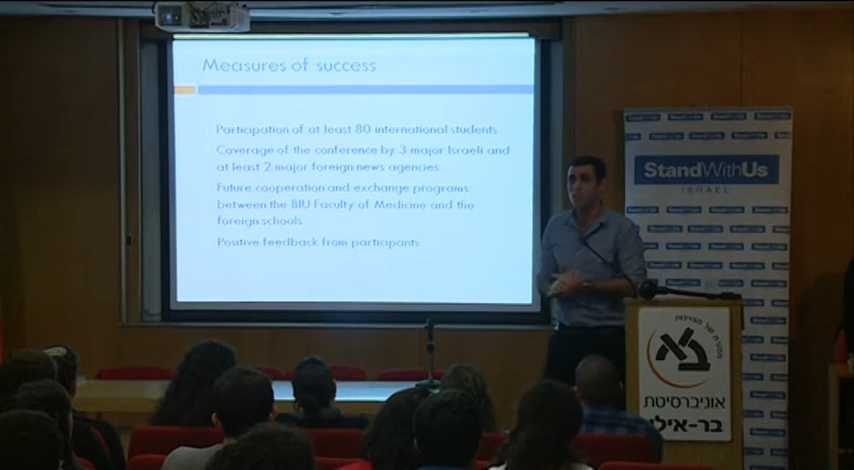 Measures of success
Participation of at least 80 international students
Coverage of the conference by 3 major Israeli and
at least 2 major foreign news agencies.
Future cooperation and exchange programs
between the BIU Faculty of Medicine and the
foreign schools
Positive feedback from participants
StandWithUs
ISRAEL
אוניברסיטת
בר-אילן